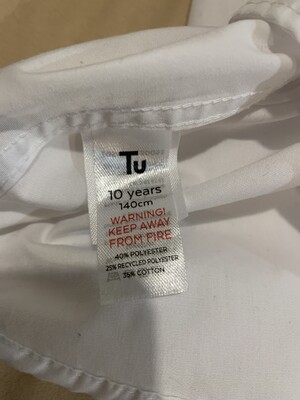 Tu
10 years
140cm
WARNING!
KEEP AWAY
FROM FIRE
40% POLYESTER
25% RECYCLED POLYESTER
35% COTTON